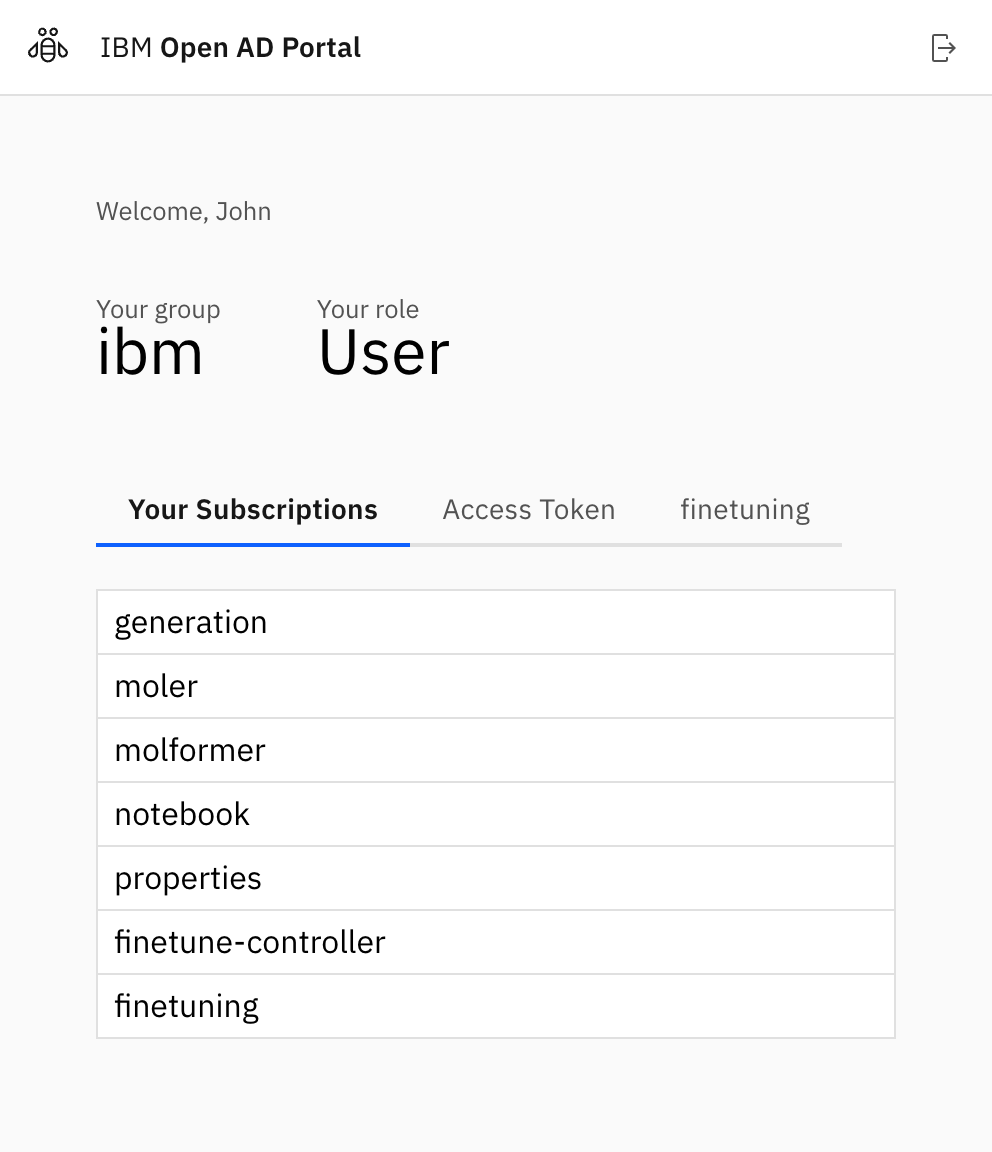 IBM Open AD Portal
Welcome, John
Your group Your role
ibm User
Your Subscriptions Access Token finetuning
generation
moler
molformer
notebook
properties
finetune-controller
finetuning